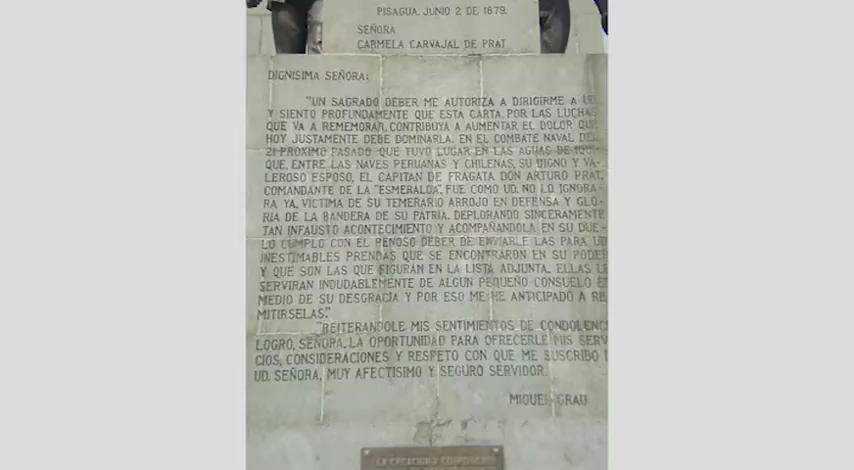 PISAGUA. JUNIO 2 DE 1879.
SEÑORA
CARMELA CARVAJAL DE PRAT
DIGNISIMA SEÑORA:
"UN SAGRADO DEBER ME AUTORIZA A DIRIGIRME A UD.
Y SIENTO PROFUNDAMENTE QUE ESTA CARTA, POR LAS LUCHAS
QUE VA A REMEMORAR, CONTRIBUYA A AUMENTAR EL DOLOR QUE
HOY JUSTAMENTE DEBE DOMINARLA. EN EL COMBATE NAVAL DEL
21 PROXIMO PASADO QUE TUVO LUGAR EN LAS AGUAS DE IQUI-
QUE, ENTRE LAS NAVES PERUANAS Y CHILENAS, SU DIGNO Y VA-
LEROSO ESPOSO, EL CAPITAN DE FRAGATA DON ARTURO PRAT,
COMANDANTE DE LA "ESMERALDA", FUE COMO UD. NO LO IGNORA-
RA YA, VICTIMA DE SU TEMERARIO ARROJO EN DEFENSA Y GLO-
RIA DE LA BANDERA DE SU PATRIA. DEPLORANDO SINCERAMENTE
TAN INFAUSTO ACONTECIMIENTO Y ACOMPAÑANDOLA EN SU DUE-
LO CUMPLO CON EL PENOSO DEBER DE ENVIARLE LAS PARA UD.
INESTIMABLES PRENDAS QUE SE ENCONTRARON EN SU PODER
Y QUE SON LAS QUE FIGURAN EN LA LISTA ADJUNTA. ELLAS LE
SERVIRAN INDUDABLEMENTE DE ALGUN PEQUEÑO CONSUELO EN
MEDIO DE SU DESGRACIA Y POR ESO ME HE ANTICIPADO A RE
MITIRSELAS."
"REITERANDOLE MIS SENTIMIENTOS DE CONDOLENC
LOGRO, SEÑORA, LA OPORTUNIDAD PARA OFRECERLE MIS SERV
CIOS, CONSIDERACIONES Y RESPETO CON QUE ME SUSCRIBO
UD. SEÑORA, MUY AFECTISIMO Y SEGURO SERVIDOR.
MIGUEL GRAU
LA CREACION Y